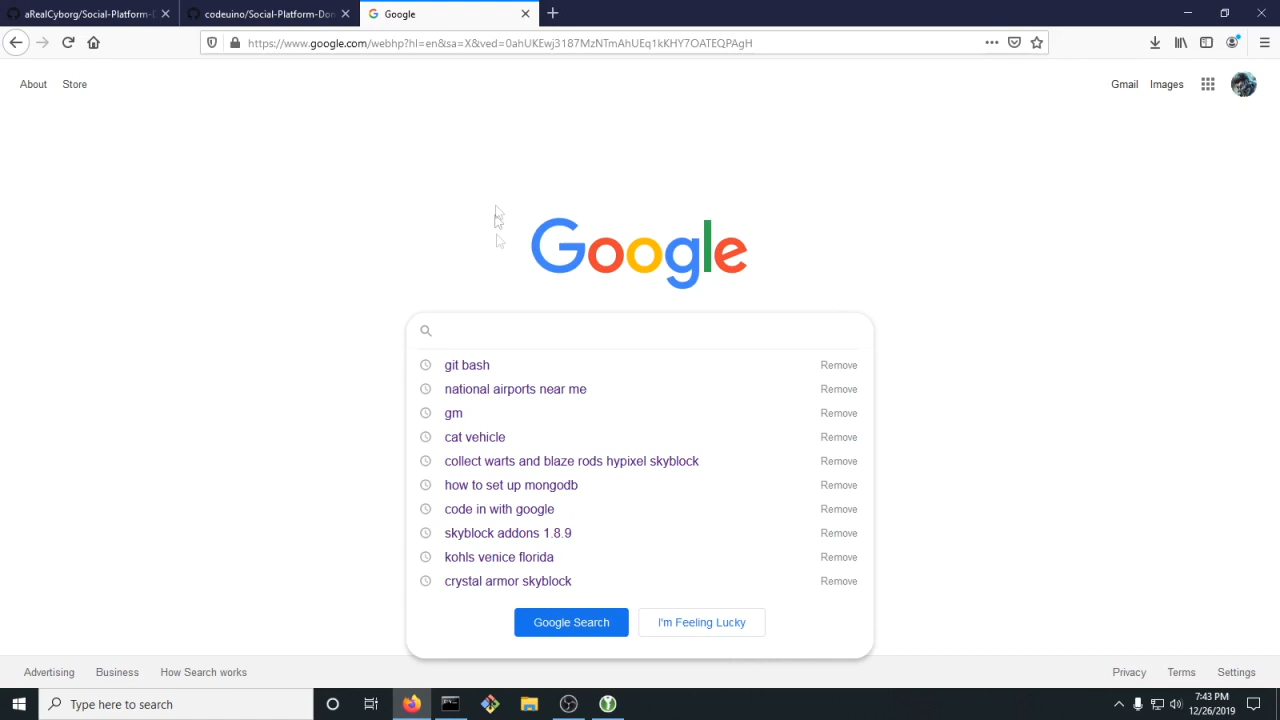 aRealCyborg/Social-Platform-D
codeuino/Social-Platform-Don
Google
https://www.google.com/webhp?hl=en&sa=X&ved=0ahUKEwj3187MzNTmAhUEq1kKHY7OATEQPAgH
About
Store
Gmail
Images
Google
git bash
Remove
national airports near me
Remove
gm
Remove
cat vehicle
Remove
collect warts and blaze rods hypixel skyblock
Remove
how to set up mongodb
Remove
code in with google
Remove
skyblock addons 1.8.9
Remove
kohls venice florida
Remove
crystal armor skyblock
Remove
Google Search
I'm Feeling Lucky
Advertising
Business
How Search works
Privacy
Terms
Settings
Type here to search
7:43 PM
12/26/2019